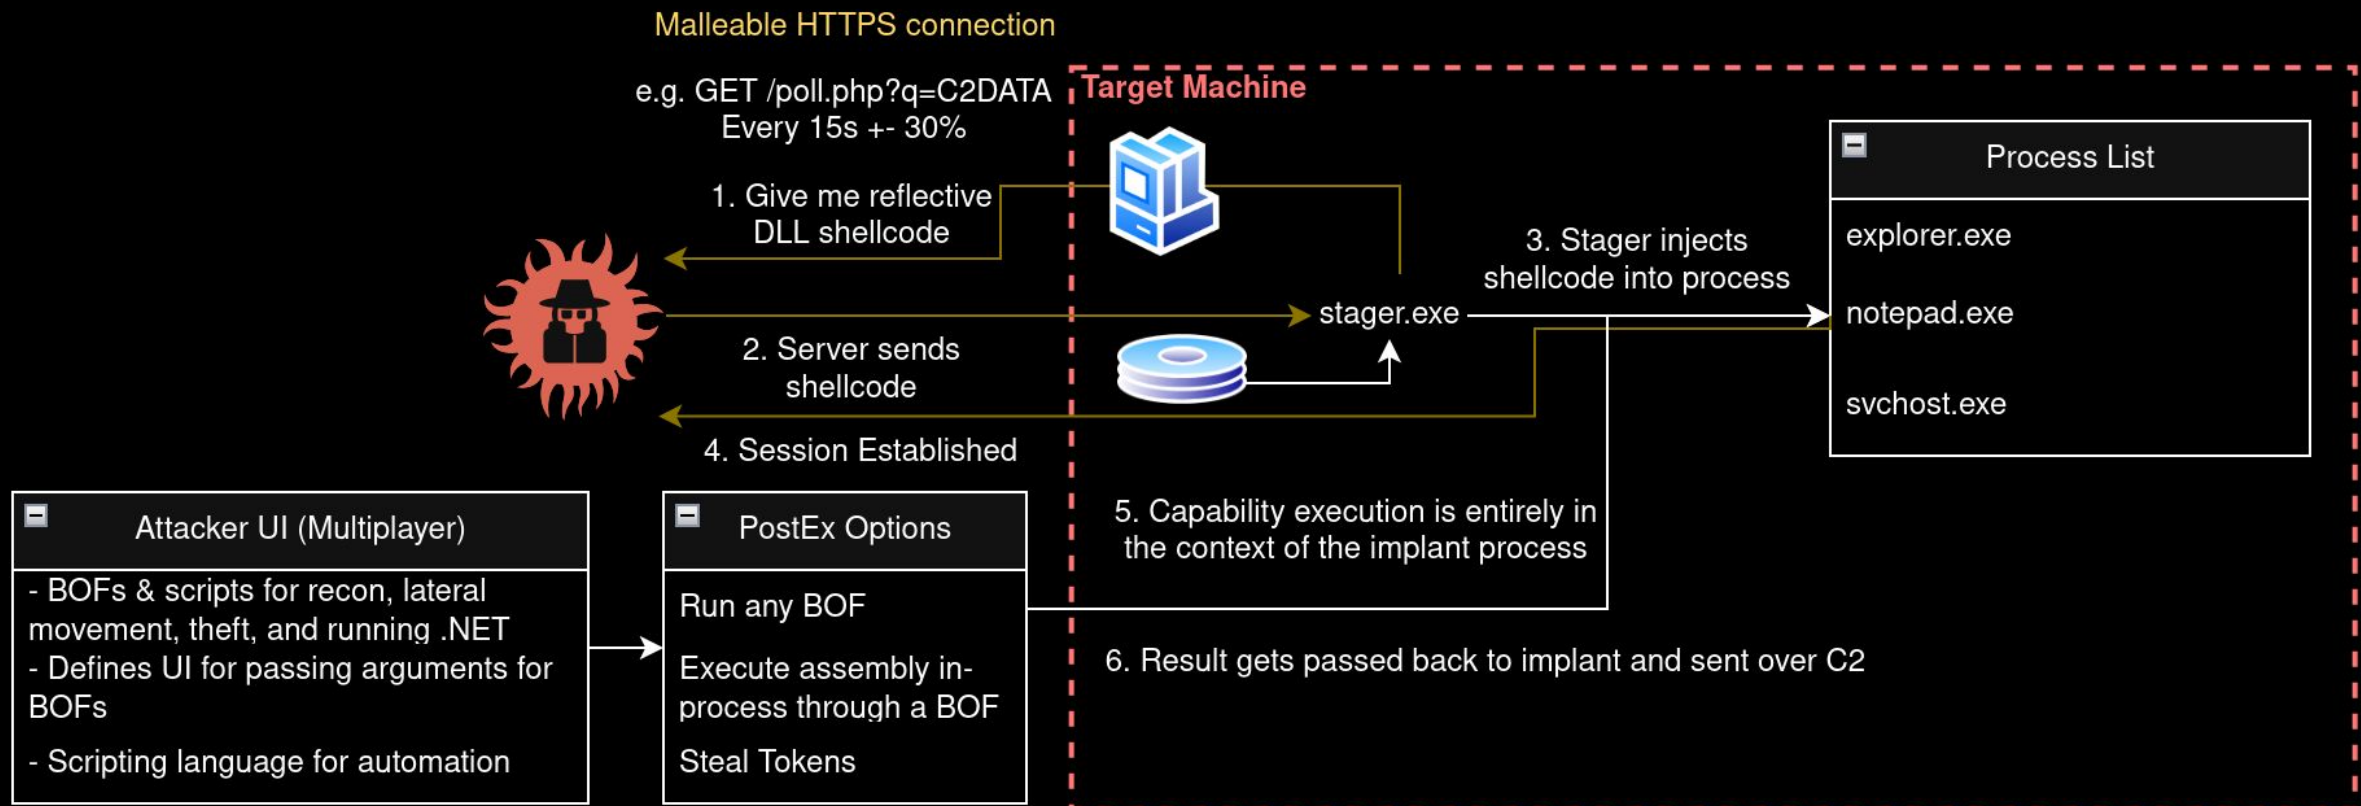 Malleable HTTPS connection
e.g. GET /poll.php?q=C2DATA
Every 15s +- 30%
Target Machine
Process List
explorer.exe
notepad.exe
svchost.exe
1. Give me reflective
DLL shellcode
3. Stager injects
shellcode into process
stager.exe
2. Server sends
shellcode
4. Session Established
Attacker UI (Multiplayer)
- BOFs & scripts for recon, lateral
movement, theft, and running .NET
- Defines UI for passing arguments for
BOFs
- Scripting language for automation
PostEx Options
Run any BOF
Execute assembly in-
process through a BOF
Steal Tokens
5. Capability execution is entirely in
the context of the implant process
6. Result gets passed back to implant and sent over C2